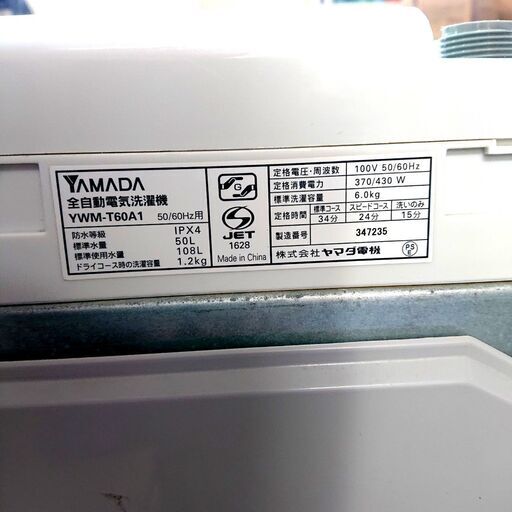 YAMADA
全自動電気洗濯機
YWM-T60A1 50/60Hz用
防水等級 IPX4
標準水量 50L
標準使用水量 108L
ドライコース時の洗濯容量 1.2kg
S G
JET
1628
Made in China
定格電圧・周波数 100V 50/60Hz
定格消費電力 370/430 W
標準洗濯容量 6.0kg
定格時間 標準コース スピードコース 洗いのみ
34分 24分 15分
製造番号 347235
株式会社 ヤマダ電機
PS
E